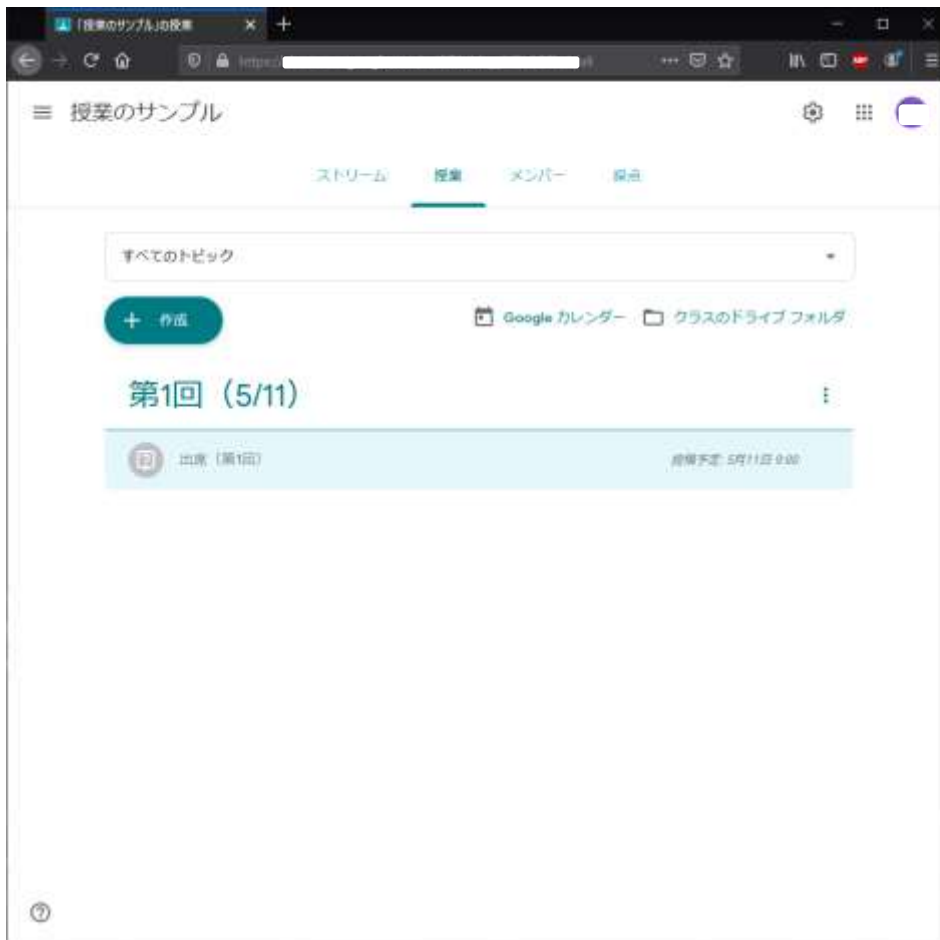 「授業のサンプル」の授業
授業のサンプル
ストリーム 授業 メンバー 採点
すべてのトピック
+ 作成 Google カレンダー クラスのドライブ フォルダ
第1回（5/11）
出席（第1回） 投稿予定: 5月11日 9:00